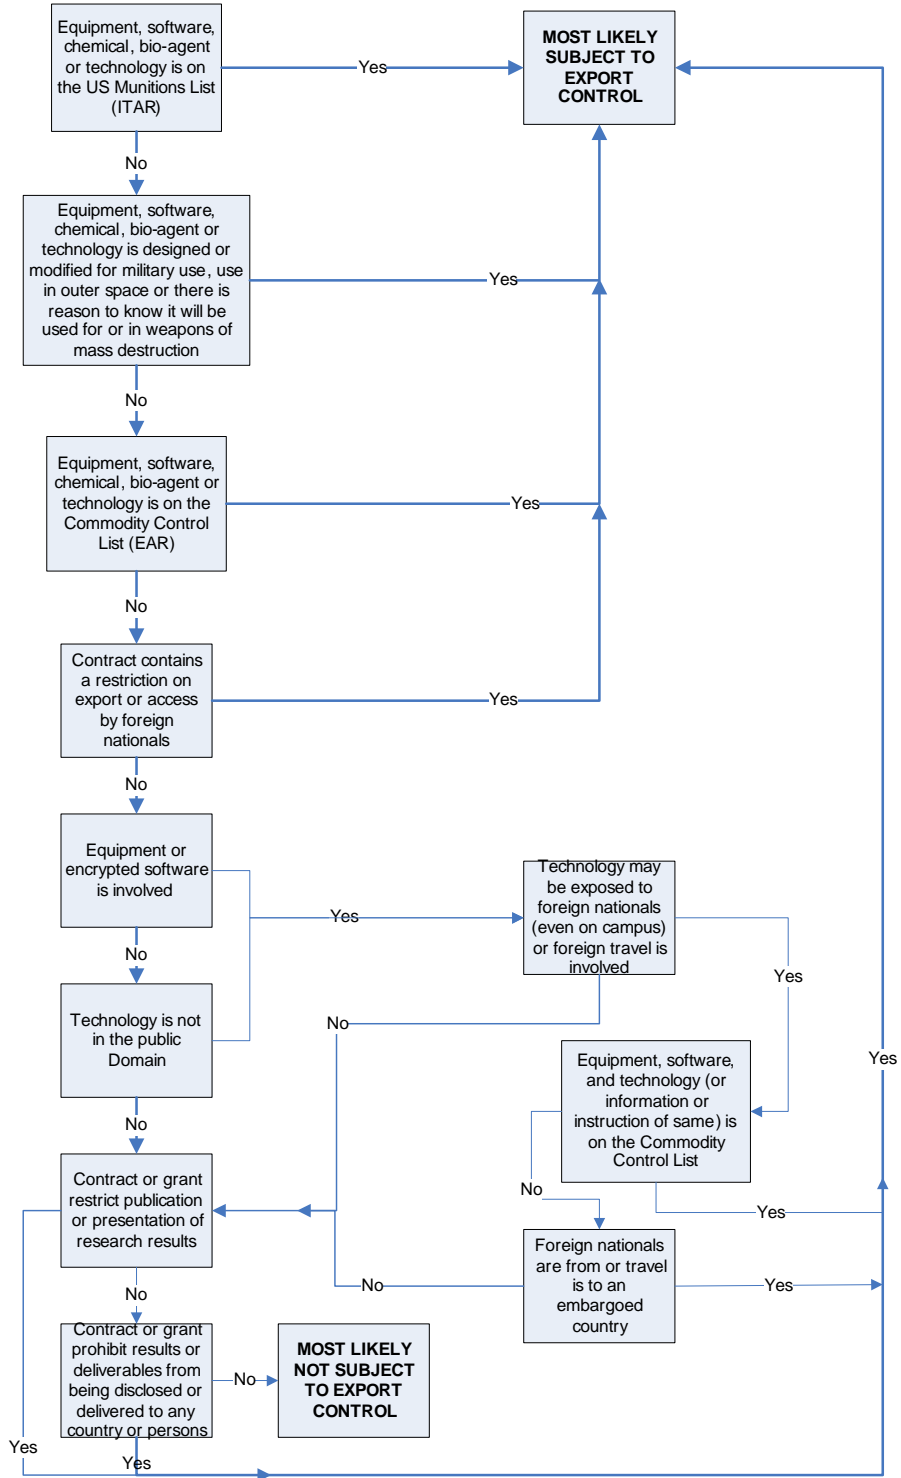 Equipment, software,
chemical, bio-agent
or technology is on
the US Munitions List
(ITAR)
Yes
MOST LIKELY
SUBJECT TO
EXPORT
CONTROL
No
Equipment, software,
chemical, bio-agent or
technology is designed or
modified for military use, use
in outer space or there is
reason to know it will be
used for or in weapons of
mass destruction
Yes
No
Equipment, software,
chemical, bio-agent or
technology is on the
Commodity Control
List (EAR)
Yes
No
Contract contains
a restriction on
export or access
by foreign
nationals
Yes
No
Equipment or
encrypted software
is involved
Yes
Technology may
be exposed to
foreign nationals
(even on campus)
or foreign travel is
involved
Yes
No
Technology is not
in the public
Domain
No
Equipment, software,
and technology (or
information or
instruction of same) is
on the Commodity
Control List
Yes
No
Contract or grant
restrict publication
or presentation of
research results
No
Yes
Foreign nationals
are from or travel
is to an
embargoed
country
No
Yes
No
Contract or grant
prohibit results or
deliverables from
being disclosed or
delivered to any
country or persons
No
MOST LIKELY
NOT SUBJECT
TO EXPORT
CONTROL
Yes
Yes